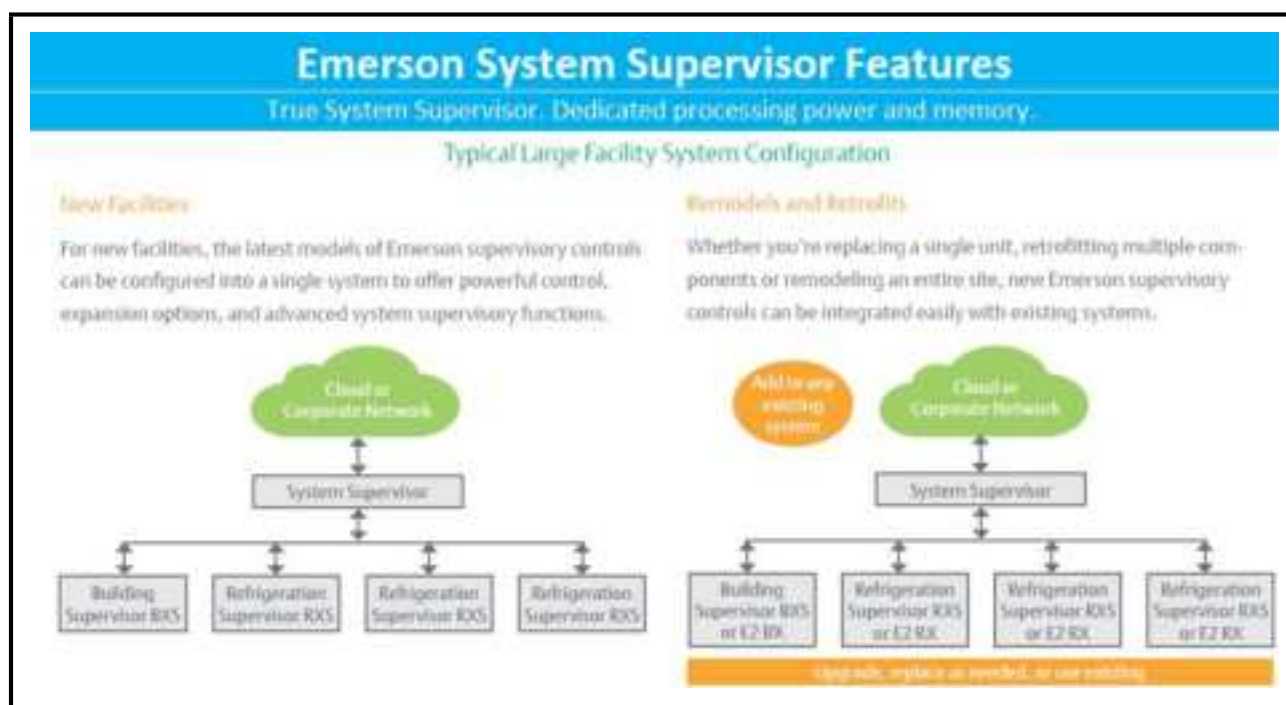 Emerson System Supervisor Features
True System Supervisor. Dedicated processing power and memory.
Typical Large Facility System Configuration
New Facilities
For new facilities, the latest models of Emerson supervisory controls
can be configured into a single system to offer powerful control,
expansion options, and advanced system supervisory functions.
Cloud or
Corporate Network
System Supervisor
Building
Supervisor BXS
Refrigeration
Supervisor RXS
Refrigeration
Supervisor RXS
Refrigeration
Supervisor RXS
Remodels and Retrofits
Whether you're replacing a single unit, retrofitting multiple com-
ponents or remodeling an entire site, new Emerson supervisory
controls can be integrated easily with existing systems.
Add to any
existing
system
Cloud or
Corporate Network
System Supervisor
Building
Supervisor BXS
or E2 BX
Refrigeration
Supervisor RXS
or E2 RX
Refrigeration
Supervisor RXS
or E2 RX
Refrigeration
Supervisor RXS
or E2 RX
Upgrade, replace as needed, or use existing